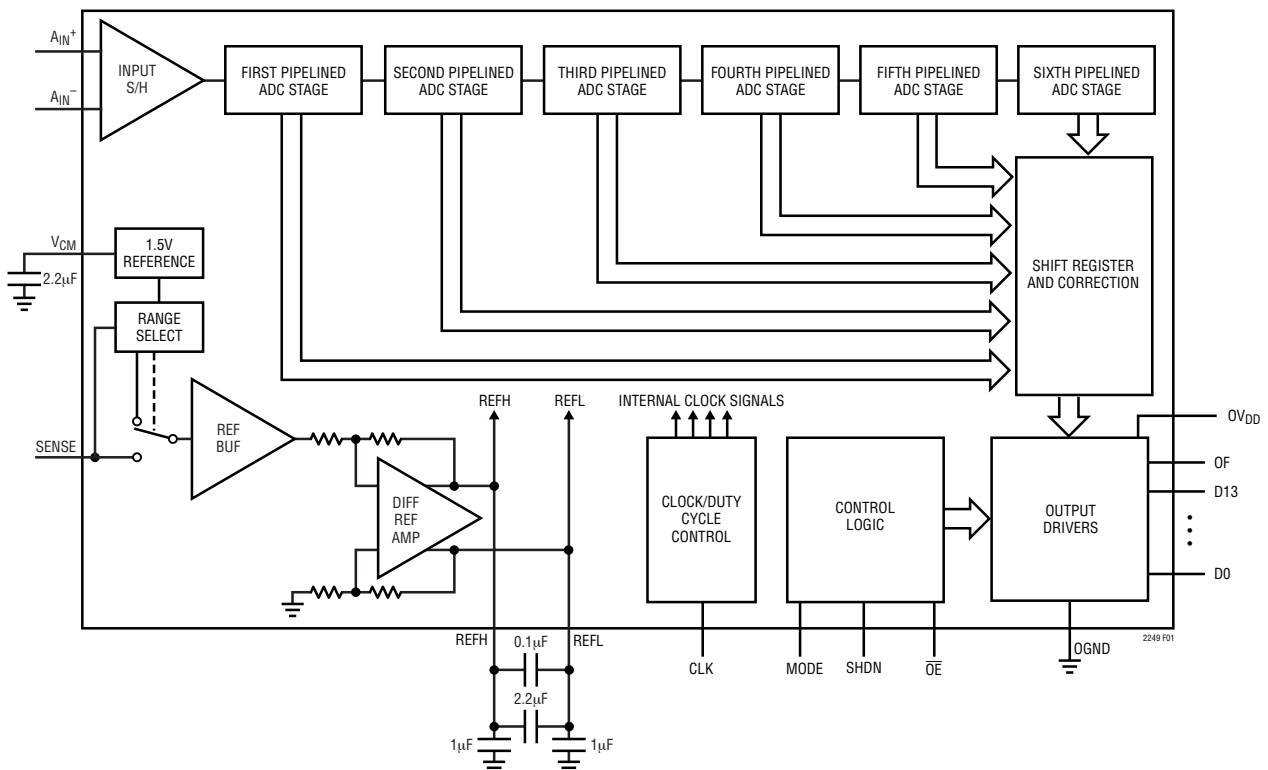 AIN+
AIN−
INPUT
S/H
FIRST PIPELINED
ADC STAGE
SECOND PIPELINED
ADC STAGE
THIRD PIPELINED
ADC STAGE
FOURTH PIPELINED
ADC STAGE
FIFTH PIPELINED
ADC STAGE
SIXTH PIPELINED
ADC STAGE
SHIFT REGISTER
AND CORRECTION
VCM
2.2µF
1.5V
REFERENCE
RANGE
SELECT
SENSE
REF
BUF
REFH
REFL
DIFF
REF
AMP
INTERNAL CLOCK SIGNALS
CLOCK/DUTY
CYCLE
CONTROL
CONTROL
LOGIC
OUTPUT
DRIVERS
OVDD
OF
D13
D0
REFH
0.1µF
REFL
2.2µF
1µF
1µF
CLK
MODE
SHDN
O̅E̅
OGND
2249 F01